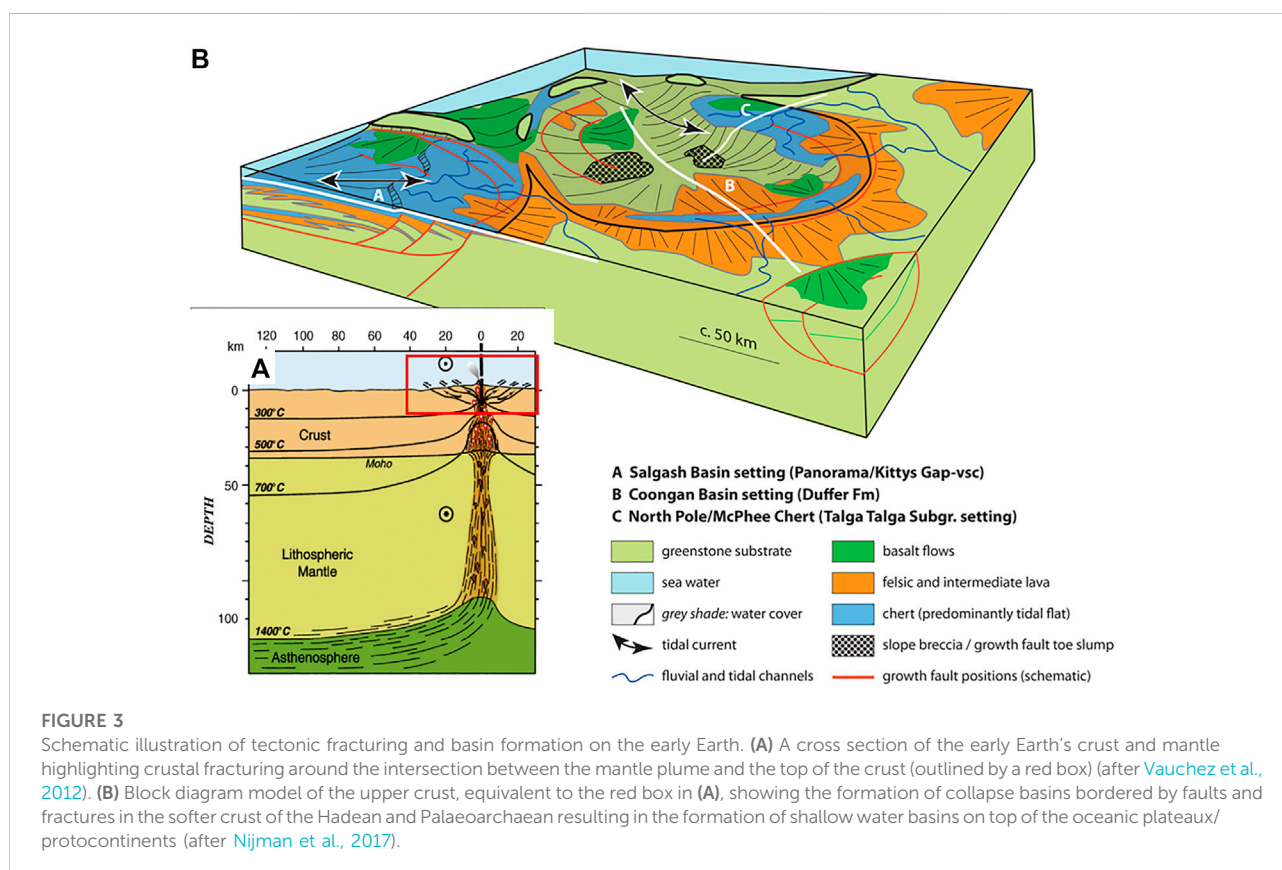 B
C
A
B
c. 50 km
120 100 80 60 40 20 0 20
km
A
0
300°C
Crust
500°C
Moho
700°C
50
DEPTH
Lithospheric
Mantle
100
1400°C
Asthenosphere
A Salgash Basin setting (Panorama/Kittys Gap-vsc)
B Coongan Basin setting (Duffer Fm)
C North Pole/McPhee Chert (Talga Talga Subgr. setting)
greenstone substrate
basalt flows
sea water
felsic and intermediate lava
grey shade: water cover
chert (predominantly tidal flat)
tidal current
slope breccia / growth fault toe slump
fluvial and tidal channels
growth fault positions (schematic)
FIGURE 3
Schematic illustration of tectonic fracturing and basin formation on the early Earth. (A) A cross section of the early Earth's crust and mantle
highlighting crustal fracturing around the intersection between the mantle plume and the top of the crust (outlined by a red box) (after Vauchez et al.,
2012). (B) Block diagram model of the upper crust, equivalent to the red box in (A), showing the formation of collapse basins bordered by faults and
fractures in the softer crust of the Hadean and Palaeoarchaean resulting in the formation of shallow water basins on top of the oceanic plateaux/
protocontinents (after Nijman et al., 2017).